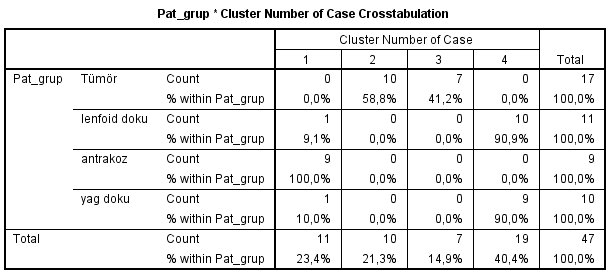 Pat_grup * Cluster Number of Case Crosstabulation
Cluster Number of Case
1 2 3 4 Total
Pat_grup Tümör Count 0 10 7 0 17
% within Pat_grup 0,0% 58,8% 41,2% 0,0% 100,0%
lenfoid doku Count 1 0 0 10 11
% within Pat_grup 9,1% 0,0% 0,0% 90,9% 100,0%
antrakoz Count 9 0 0 0 9
% within Pat_grup 100,0% 0,0% 0,0% 0,0% 100,0%
yag doku Count 1 0 0 9 10
% within Pat_grup 10,0% 0,0% 0,0% 90,0% 100,0%
Total Count 11 10 7 19 47
% within Pat_grup 23,4% 21,3% 14,9% 40,4% 100,0%